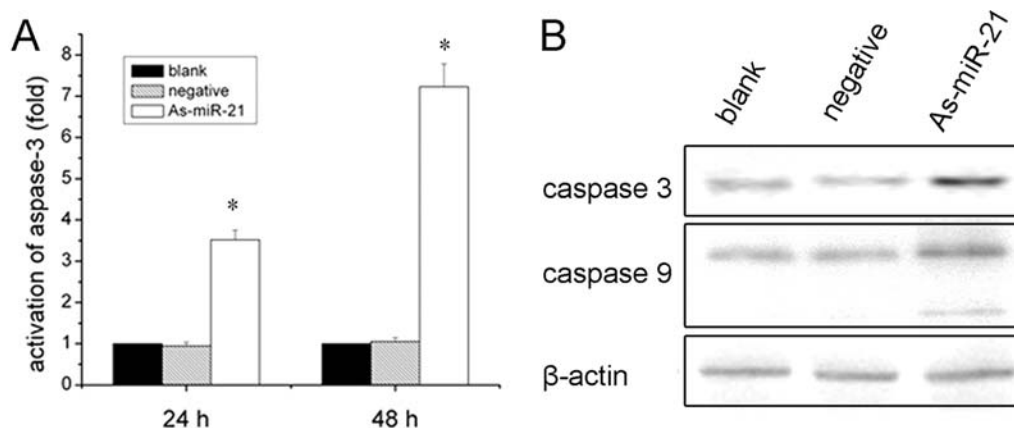 A
activation of aspase-3 (fold)
8
7
6
5
4
3
2
1
0
blank
negative
As-miR-21
*
*
24 h
48 h
B
blank
negative
As-miR-21
caspase 3
caspase 9
β-actin